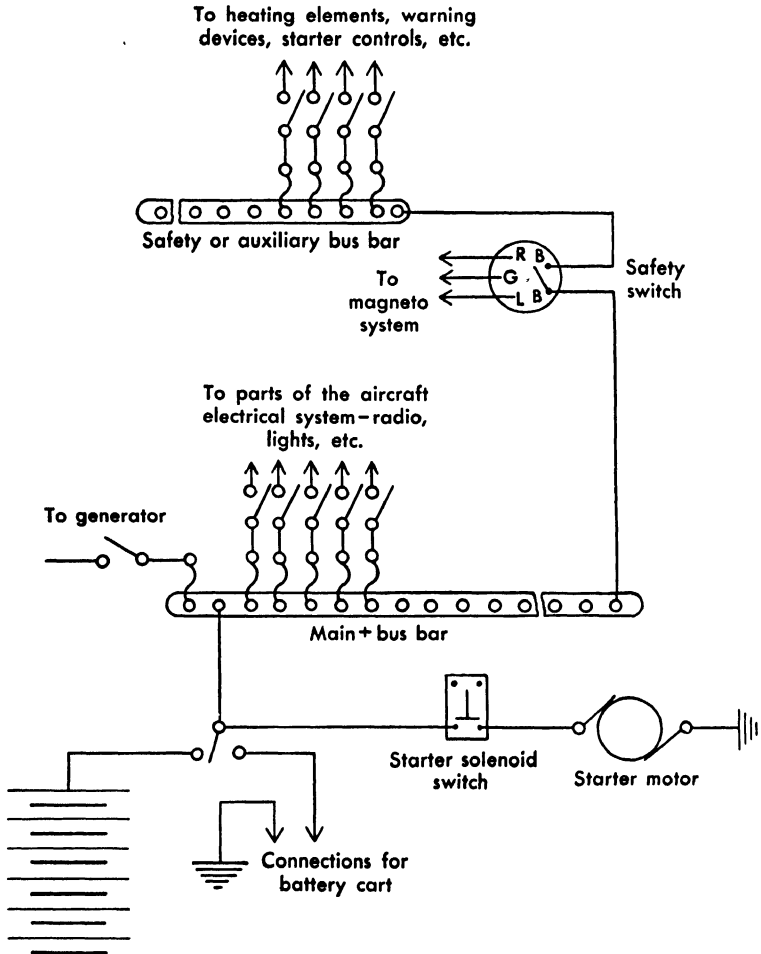 To heating elements, warning
devices, starter controls, etc.
Safety or auxiliary bus bar
R B
G
L B
To
magneto
system
Safety
switch
To parts of the aircraft
electrical system–radio,
lights, etc.
To generator
Main+ bus bar
Starter solenoid
switch
Starter motor
Connections for
battery cart